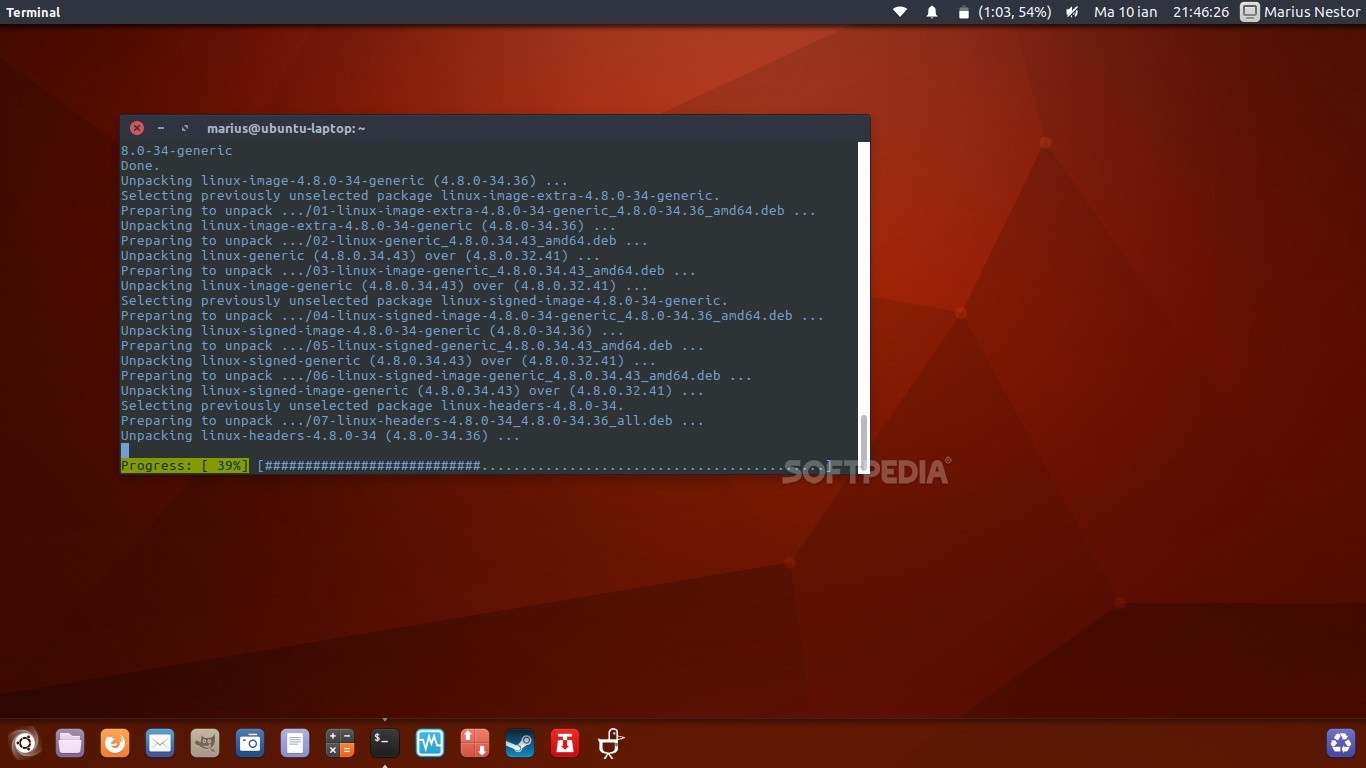 Terminal
(1:03, 54%) Ma 10 ian 21:46:26 Marius Nestor
marius@ubuntu-laptop: ~
8.0-34-generic
Done.
Unpacking linux-image-4.8.0-34-generic (4.8.0-34.36) ...
Selecting previously unselected package linux-image-extra-4.8.0-34-generic.
Preparing to unpack .../01-linux-image-extra-4.8.0-34-generic_4.8.0-34.36_amd64.deb ...
Unpacking linux-image-extra-4.8.0-34-generic (4.8.0-34.36) ...
Preparing to unpack .../02-linux-generic_4.8.0.34.43_amd64.deb ...
Unpacking linux-generic (4.8.0.34.43) over (4.8.0.32.41) ...
Preparing to unpack .../03-linux-image-generic_4.8.0.34.43_amd64.deb ...
Unpacking linux-image-generic (4.8.0.34.43) over (4.8.0.32.41) ...
Selecting previously unselected package linux-signed-image-4.8.0-34-generic.
Preparing to unpack .../04-linux-signed-image-4.8.0-34-generic_4.8.0-34.36_amd64.deb ...
Unpacking linux-signed-image-4.8.0-34-generic (4.8.0-34.36) ...
Preparing to unpack .../05-linux-signed-generic_4.8.0.34.43_amd64.deb ...
Unpacking linux-signed-generic (4.8.0.34.43) over (4.8.0.32.41) ...
Preparing to unpack .../06-linux-signed-image-generic_4.8.0.34.43_amd64.deb ...
Unpacking linux-signed-image-generic (4.8.0.34.43) over (4.8.0.32.41) ...
Selecting previously unselected package linux-headers-4.8.0-34.
Preparing to unpack .../07-linux-headers-4.8.0-34_4.8.0-34.36_all.deb ...
Unpacking linux-headers-4.8.0-34 (4.8.0-34.36) ...
Progress: [ 39%] [###########################...........................................]
SOFTPEDIA®